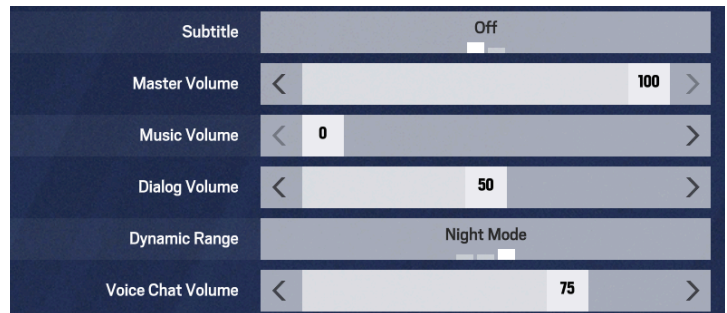 Subtitle Off
Master Volume 100
Music Volume 0
Dialog Volume 50
Dynamic Range Night Mode
Voice Chat Volume 75